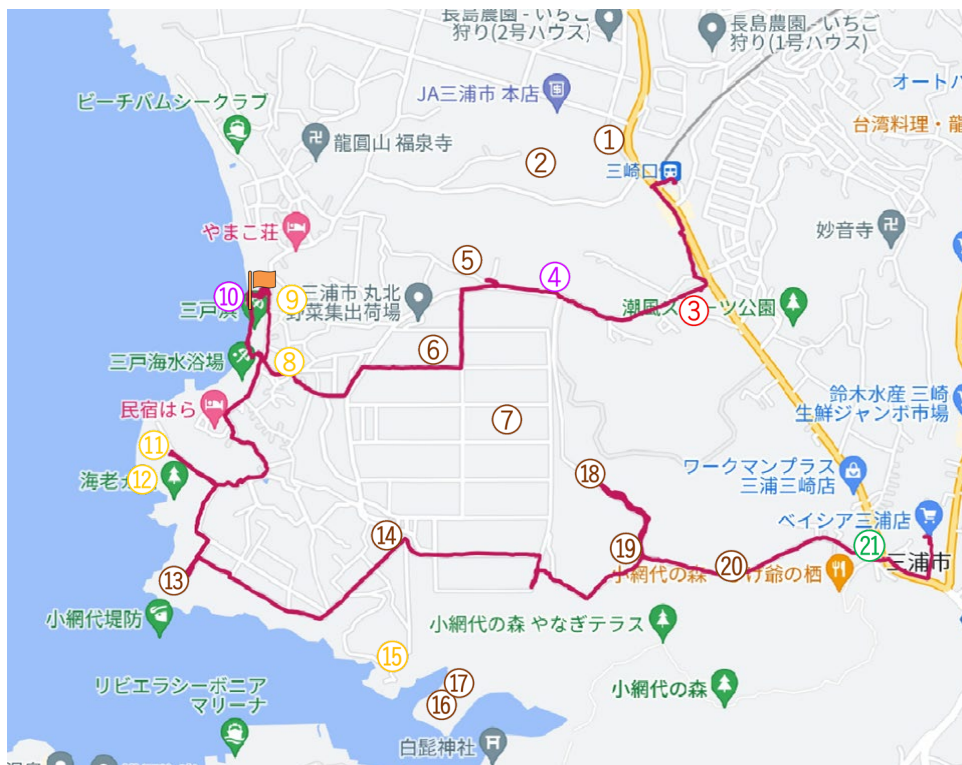 長島農園 - いちご
狩り(2号ハウス)
長島農園 - いちご
狩り(1号ハウス)
JA三浦市 本店
オートバ
ビーチバムシークラブ
台湾料理・龍
①
龍圓山 福泉寺
②
三崎口
やまこ荘
妙音寺
⑤
④
⑩
⑨
三浦市 丸北
野菜集出荷場
三戸浜
③
潮風スポーツ公園
⑥
三戸海水浴場
⑧
民宿はら
鈴木水産 三崎
生鮮ジャンボ市場
⑦
⑪
ワークマンプラス
三浦三崎店
⑫
海老
⑱
ベイシア三浦店
⑭
⑲
㉑
三浦市
⑬
⑳
小網代の森
け爺の栖
小網代堤防
小網代の森 やなぎテラス
⑮
リビエラシーボニア
マリーナ
⑰
小網代の森
⑯
白髭神社